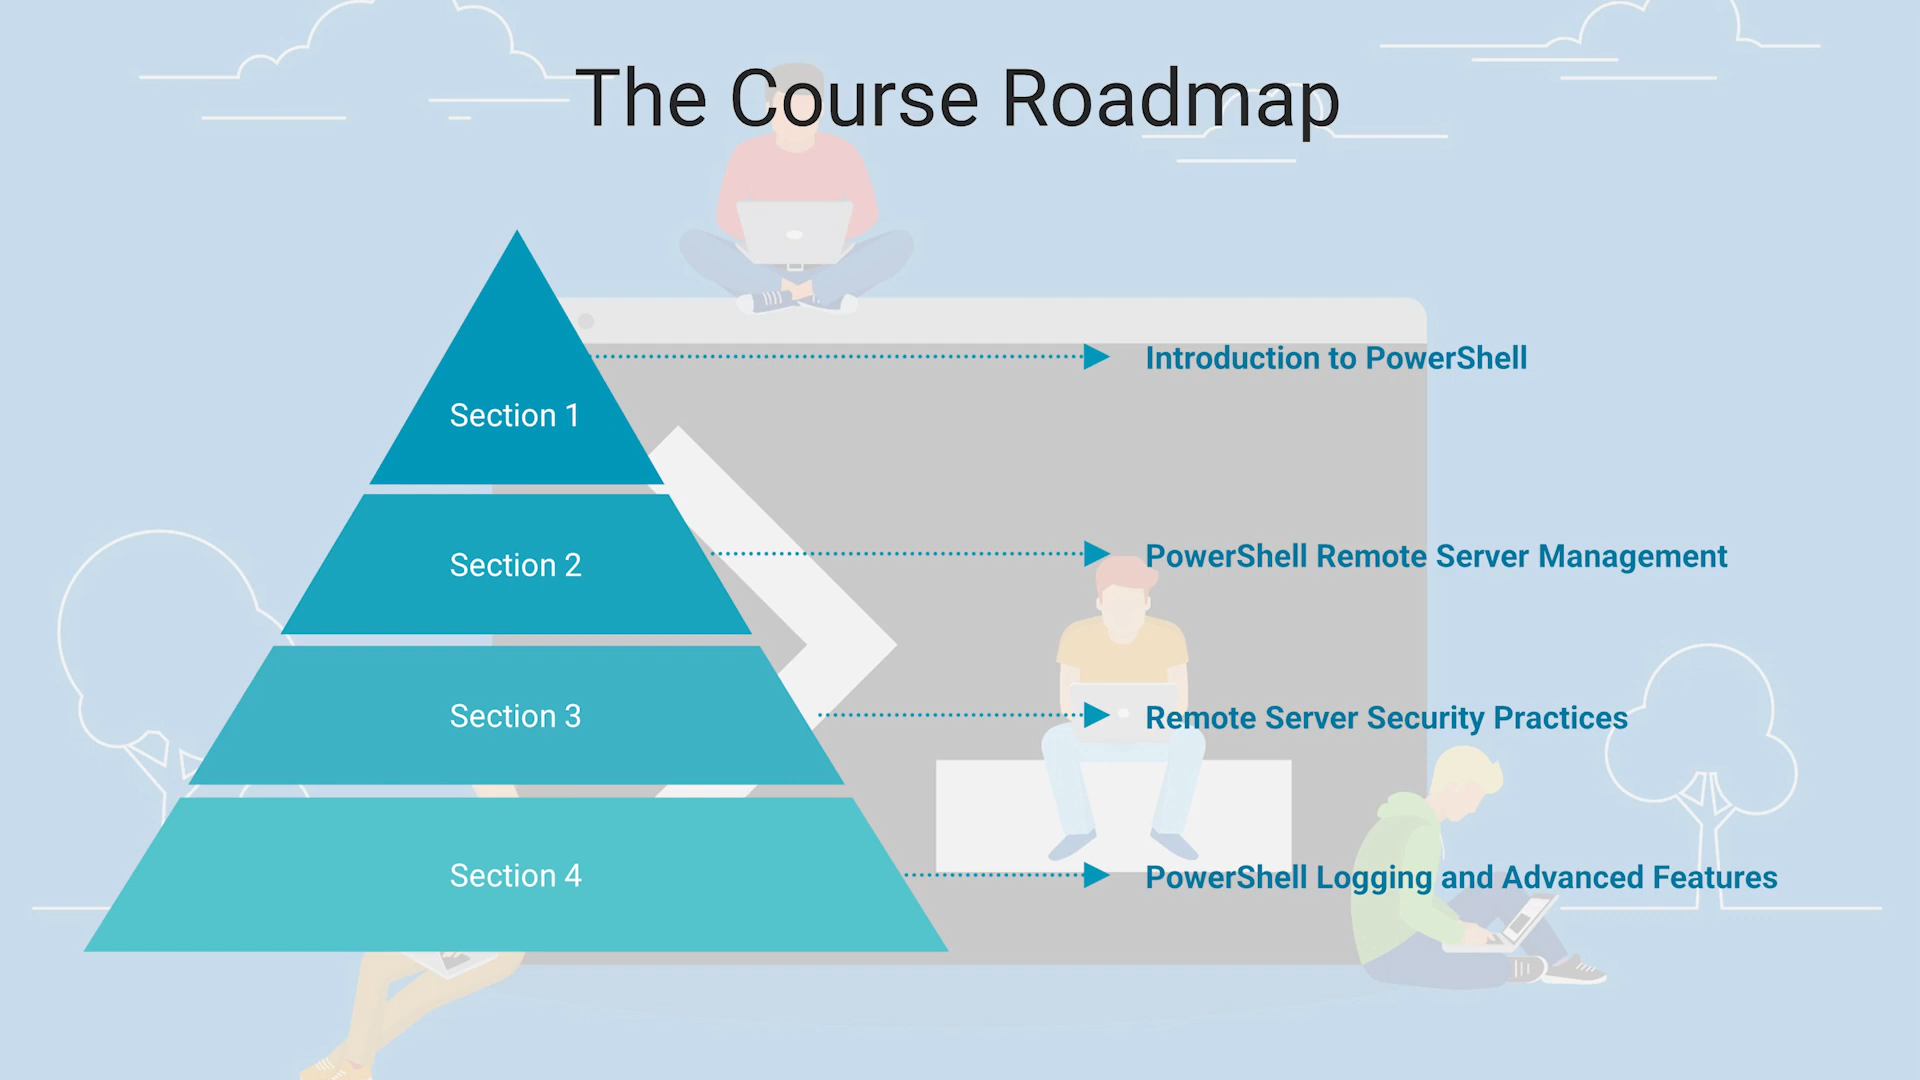 The Course Roadmap
Section 1
Introduction to PowerShell
Section 2
PowerShell Remote Server Management
Section 3
Remote Server Security Practices
Section 4
PowerShell Logging and Advanced Features